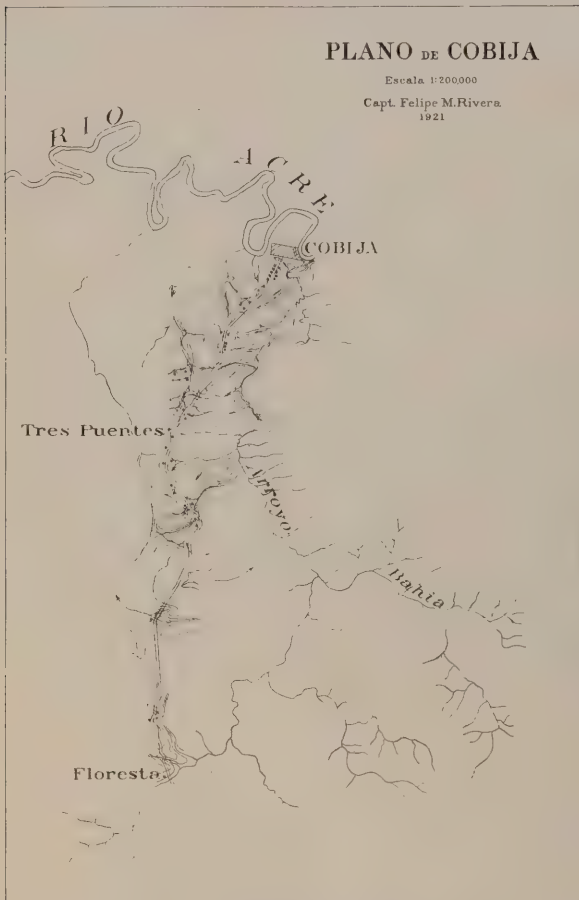 PLANO DE COBIJA
Escala 1:200,000
Capt. Felipe M. Rivera
1921
RIO ACRE
COBIJA
Tres Puentes
Arroyo Bahia
Floresta